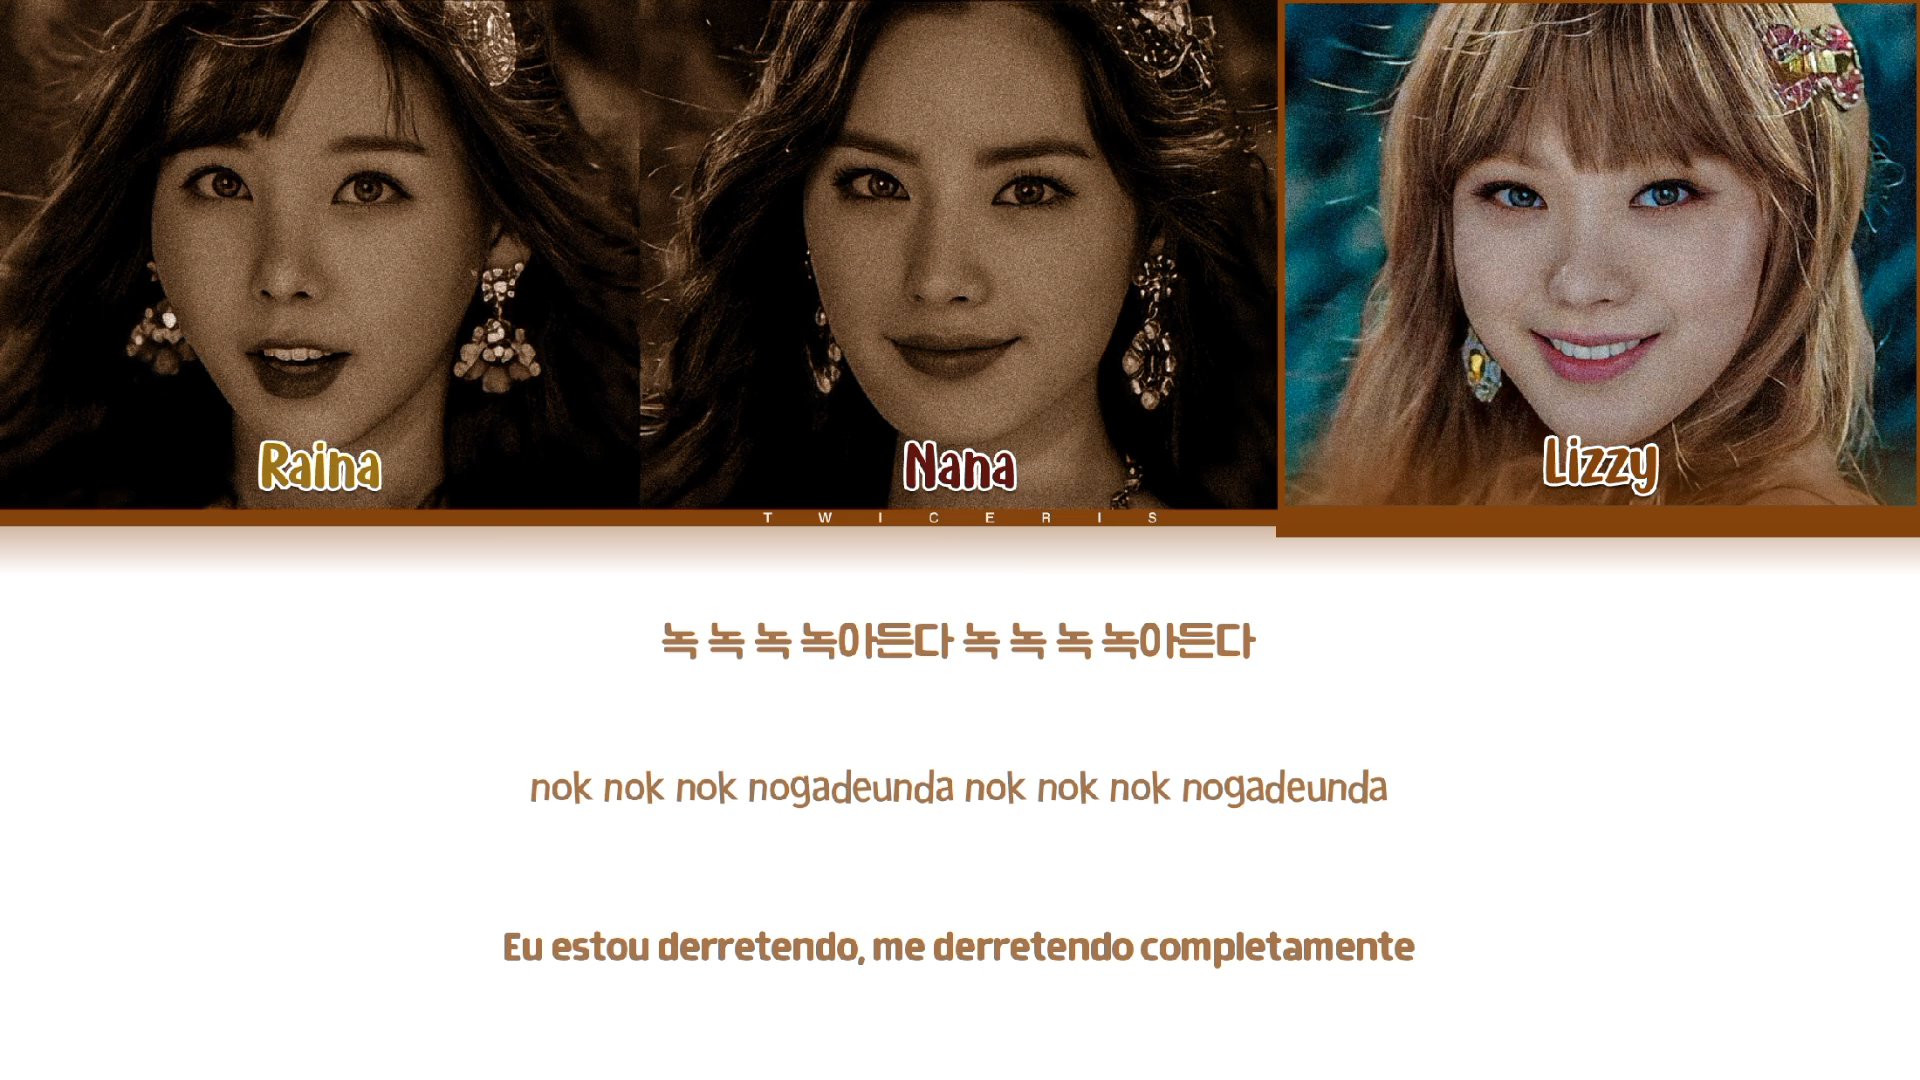 Raina
Nana
Lizzy
TWICERIS
녹 녹 녹 녹아든다 녹 녹 녹 녹아든다
nok nok nok nogadeunda nok nok nok nogadeunda
Eu estou derretendo, me derretendo completamente